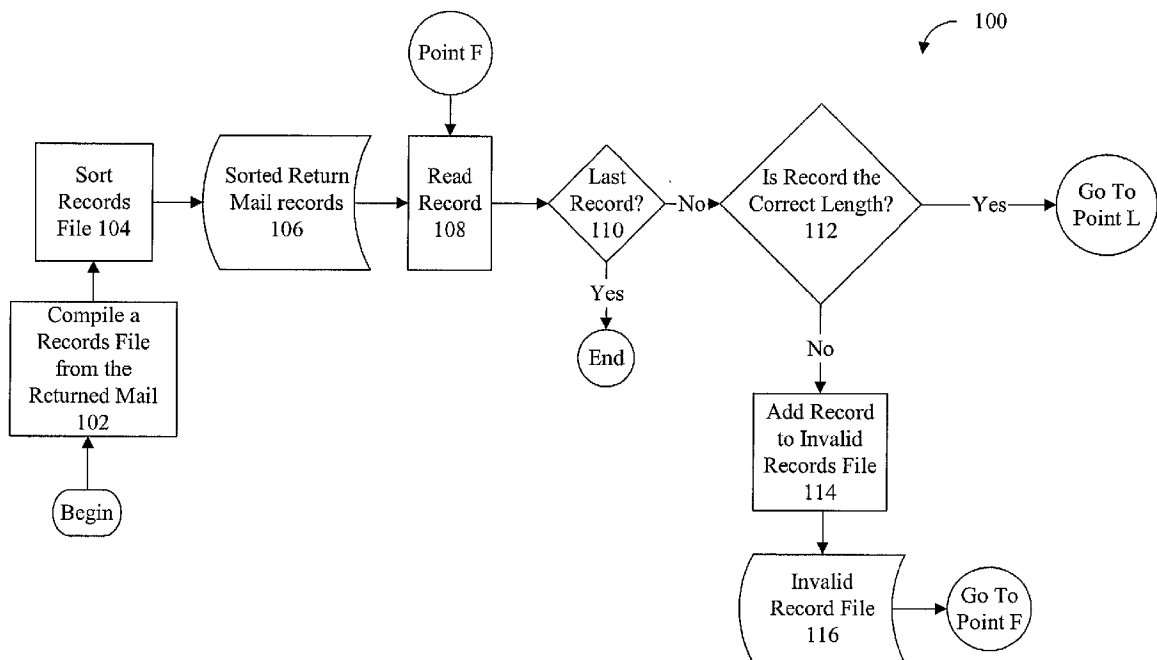 100
Point F
Sort
Records
File 104
Sorted Return
Mail records
106
Read
Record
108
Last
Record?
110
No
Is Record the
Correct Length?
112
Yes
Go To
Point L
Compile a
Records File
from the
Returned Mail
102
Yes
End
No
Begin
Add Record
to Invalid
Records File
114
Invalid
Record File
116
Go To
Point F